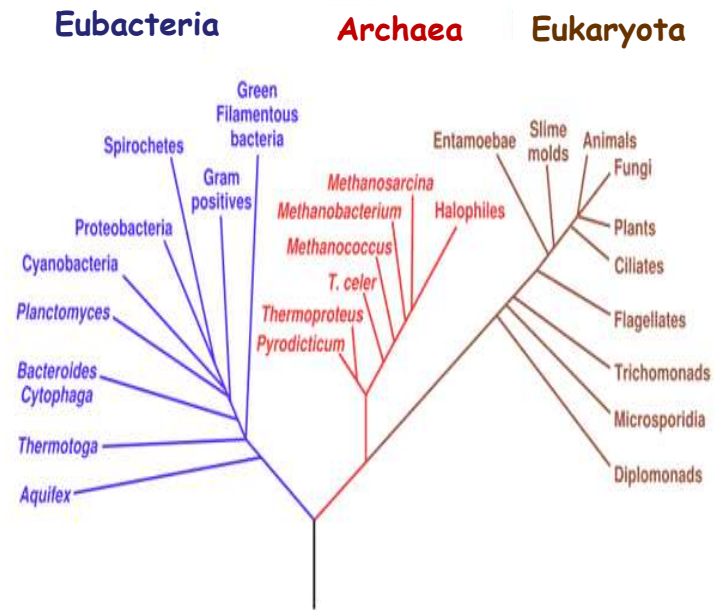 Eubacteria
Archaea
Eukaryota
Green
Filamentous
bacteria
Spirochetes
Gram
positives
Proteobacteria
Cyanobacteria
Planctomyces
Bacteroides
Cytophaga
Thermotoga
Aquifex
Methanosarcina
Methanobacterium
Halophiles
Methanococcus
T. celer
Thermoproteus
Pyrodicticum
Entamoebae
Slime
molds
Animals
Fungi
Plants
Ciliates
Flagellates
Trichomonads
Microsporidia
Diplomonads